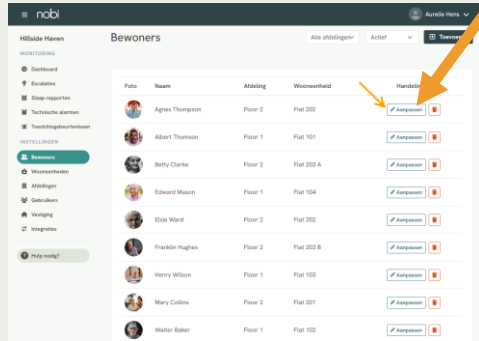 nobi
Aurélie Hens
Hillside Haven
Bewoners
Alle afdelingen
Actief
MONITORING
Dashboard
Escalaties
Slaap rapporten
Technische alarmen
Toezichtsgebeurtenissen
INSTELLINGEN
Bewoners
Wooneenheden
Afdelingen
Gebruikers
Vestiging
Integraties
Hulp nodig?
Foto Naam Afdeling Wooneenheid
Agnes Thompson Floor 2 Flat 202 Aanpassen
Albert Thomson Floor 1 Flat 101 Aanpassen
Betty Clarke Floor 2 Flat 203 A Aanpassen
Edward Mason Floor 1 Flat 104 Aanpassen
Elsie Ward Floor 2 Flat 202 Aanpassen
Franklin Hughes Floor 2 Flat 203 B Aanpassen
Henry Wilson Floor 1 Flat 103 Aanpassen
Mary Collins Floor 2 Flat 201 Aanpassen
Walter Baker Floor 1 Flat 102 Aanpassen